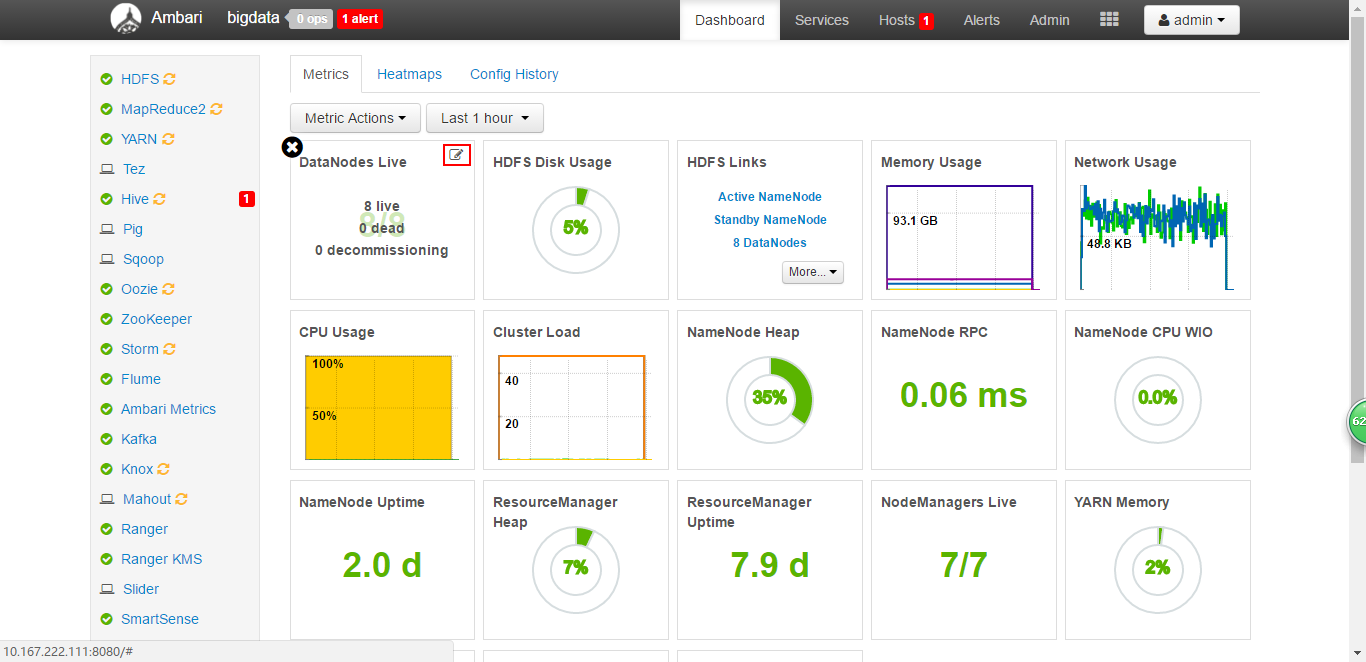 Ambari bigdata 0 ops 1 alert Dashboard Services Hosts 1 Alerts Admin admin
HDFS
MapReduce2
YARN
Tez
Hive 1
Pig
Sqoop
Oozie
ZooKeeper
Storm
Flume
Ambari Metrics
Kafka
Knox
Mahout
Ranger
Ranger KMS
Slider
SmartSense
Metrics Heatmaps Config History
Metric Actions Last 1 hour
DataNodes Live
8/8
8 live
0 dead
0 decommissioning
HDFS Disk Usage
5%
HDFS Links
Active NameNode
Standby NameNode
8 DataNodes
More...
Memory Usage
93.1 GB
Network Usage
48.8 KB
CPU Usage
100%
50%
Cluster Load
40
20
NameNode Heap
35%
NameNode RPC
0.06 ms
NameNode CPU WIO
0.0%
NameNode Uptime
2.0 d
ResourceManager
Heap
7%
ResourceManager
Uptime
7.9 d
NodeManagers Live
7/7
YARN Memory
2%
62
10.167.222.111:8080/#